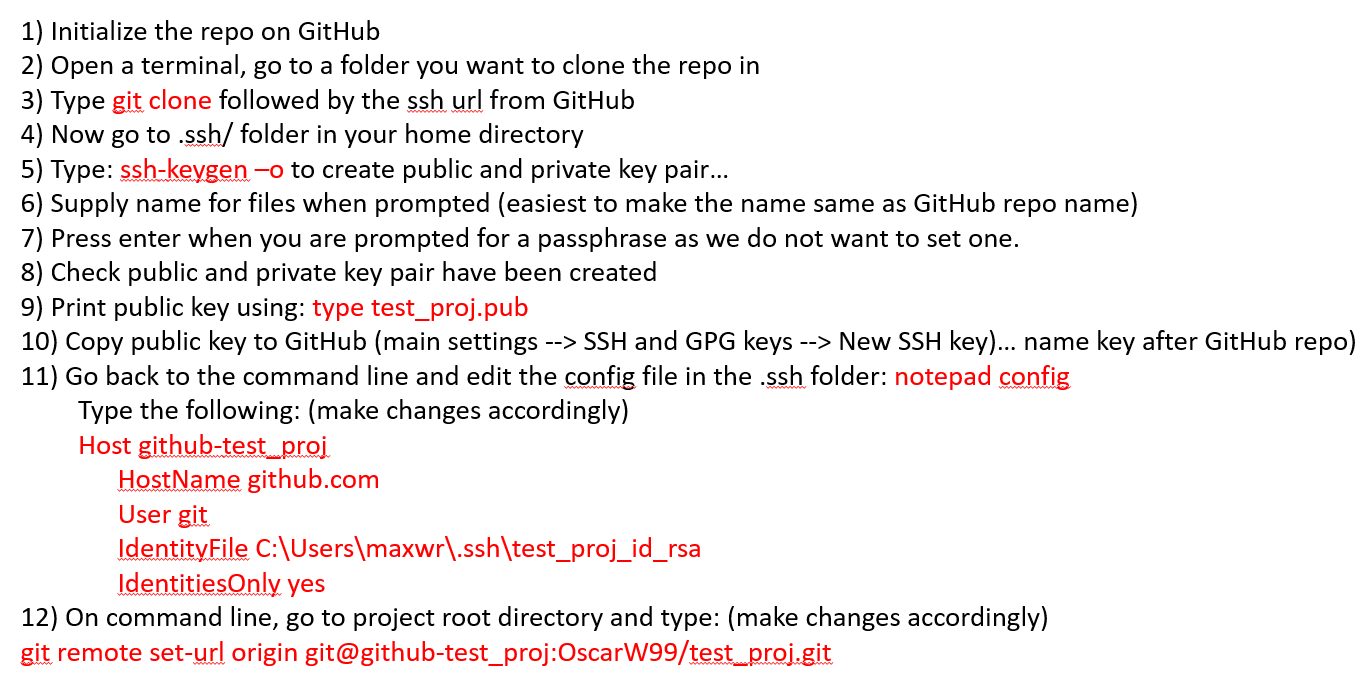 1) Initialize the repo on GitHub
2) Open a terminal, go to a folder you want to clone the repo in
3) Type git clone followed by the ssh url from GitHub
4) Now go to .ssh/ folder in your home directory
5) Type: ssh-keygen –o to create public and private key pair...
6) Supply name for files when prompted (easiest to make the name same as GitHub repo name)
7) Press enter when you are prompted for a passphrase as we do not want to set one.
8) Check public and private key pair have been created
9) Print public key using: type test_proj.pub
10) Copy public key to GitHub (main settings --> SSH and GPG keys --> New SSH key)... name key after GitHub repo)
11) Go back to the command line and edit the config file in the .ssh folder: notepad config
Type the following: (make changes accordingly)
Host github-test_proj
HostName github.com
User git
IdentityFile C:\Users\maxwr\.ssh\test_proj_id_rsa
IdentitiesOnly yes
12) On command line, go to project root directory and type: (make changes accordingly)
git remote set-url origin git@github-test_proj:OscarW99/test_proj.git